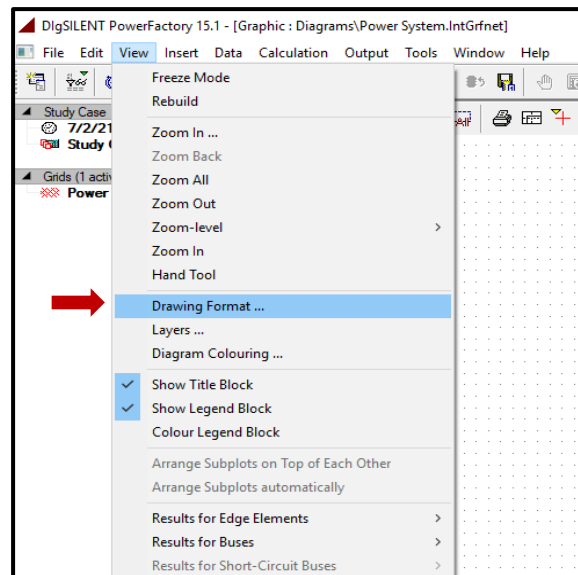 DIgSILENT PowerFactory 15.1 - [Graphic : Diagrams\Power System.IntGrfnet]
File Edit View Insert Data Calculation Output Tools Window Help
Freeze Mode
Rebuild
Study Case
7/2/21
Study
Zoom In ...
Zoom Back
Grids (1 activ
Zoom All
Power
Zoom Out
Zoom-level
Zoom In
Hand Tool
Drawing Format ...
Layers ...
Diagram Colouring ...
Show Title Block
Show Legend Block
Colour Legend Block
Arrange Subplots on Top of Each Other
Arrange Subplots automatically
Results for Edge Elements
Results for Buses
Results for Short-Circuit Buses